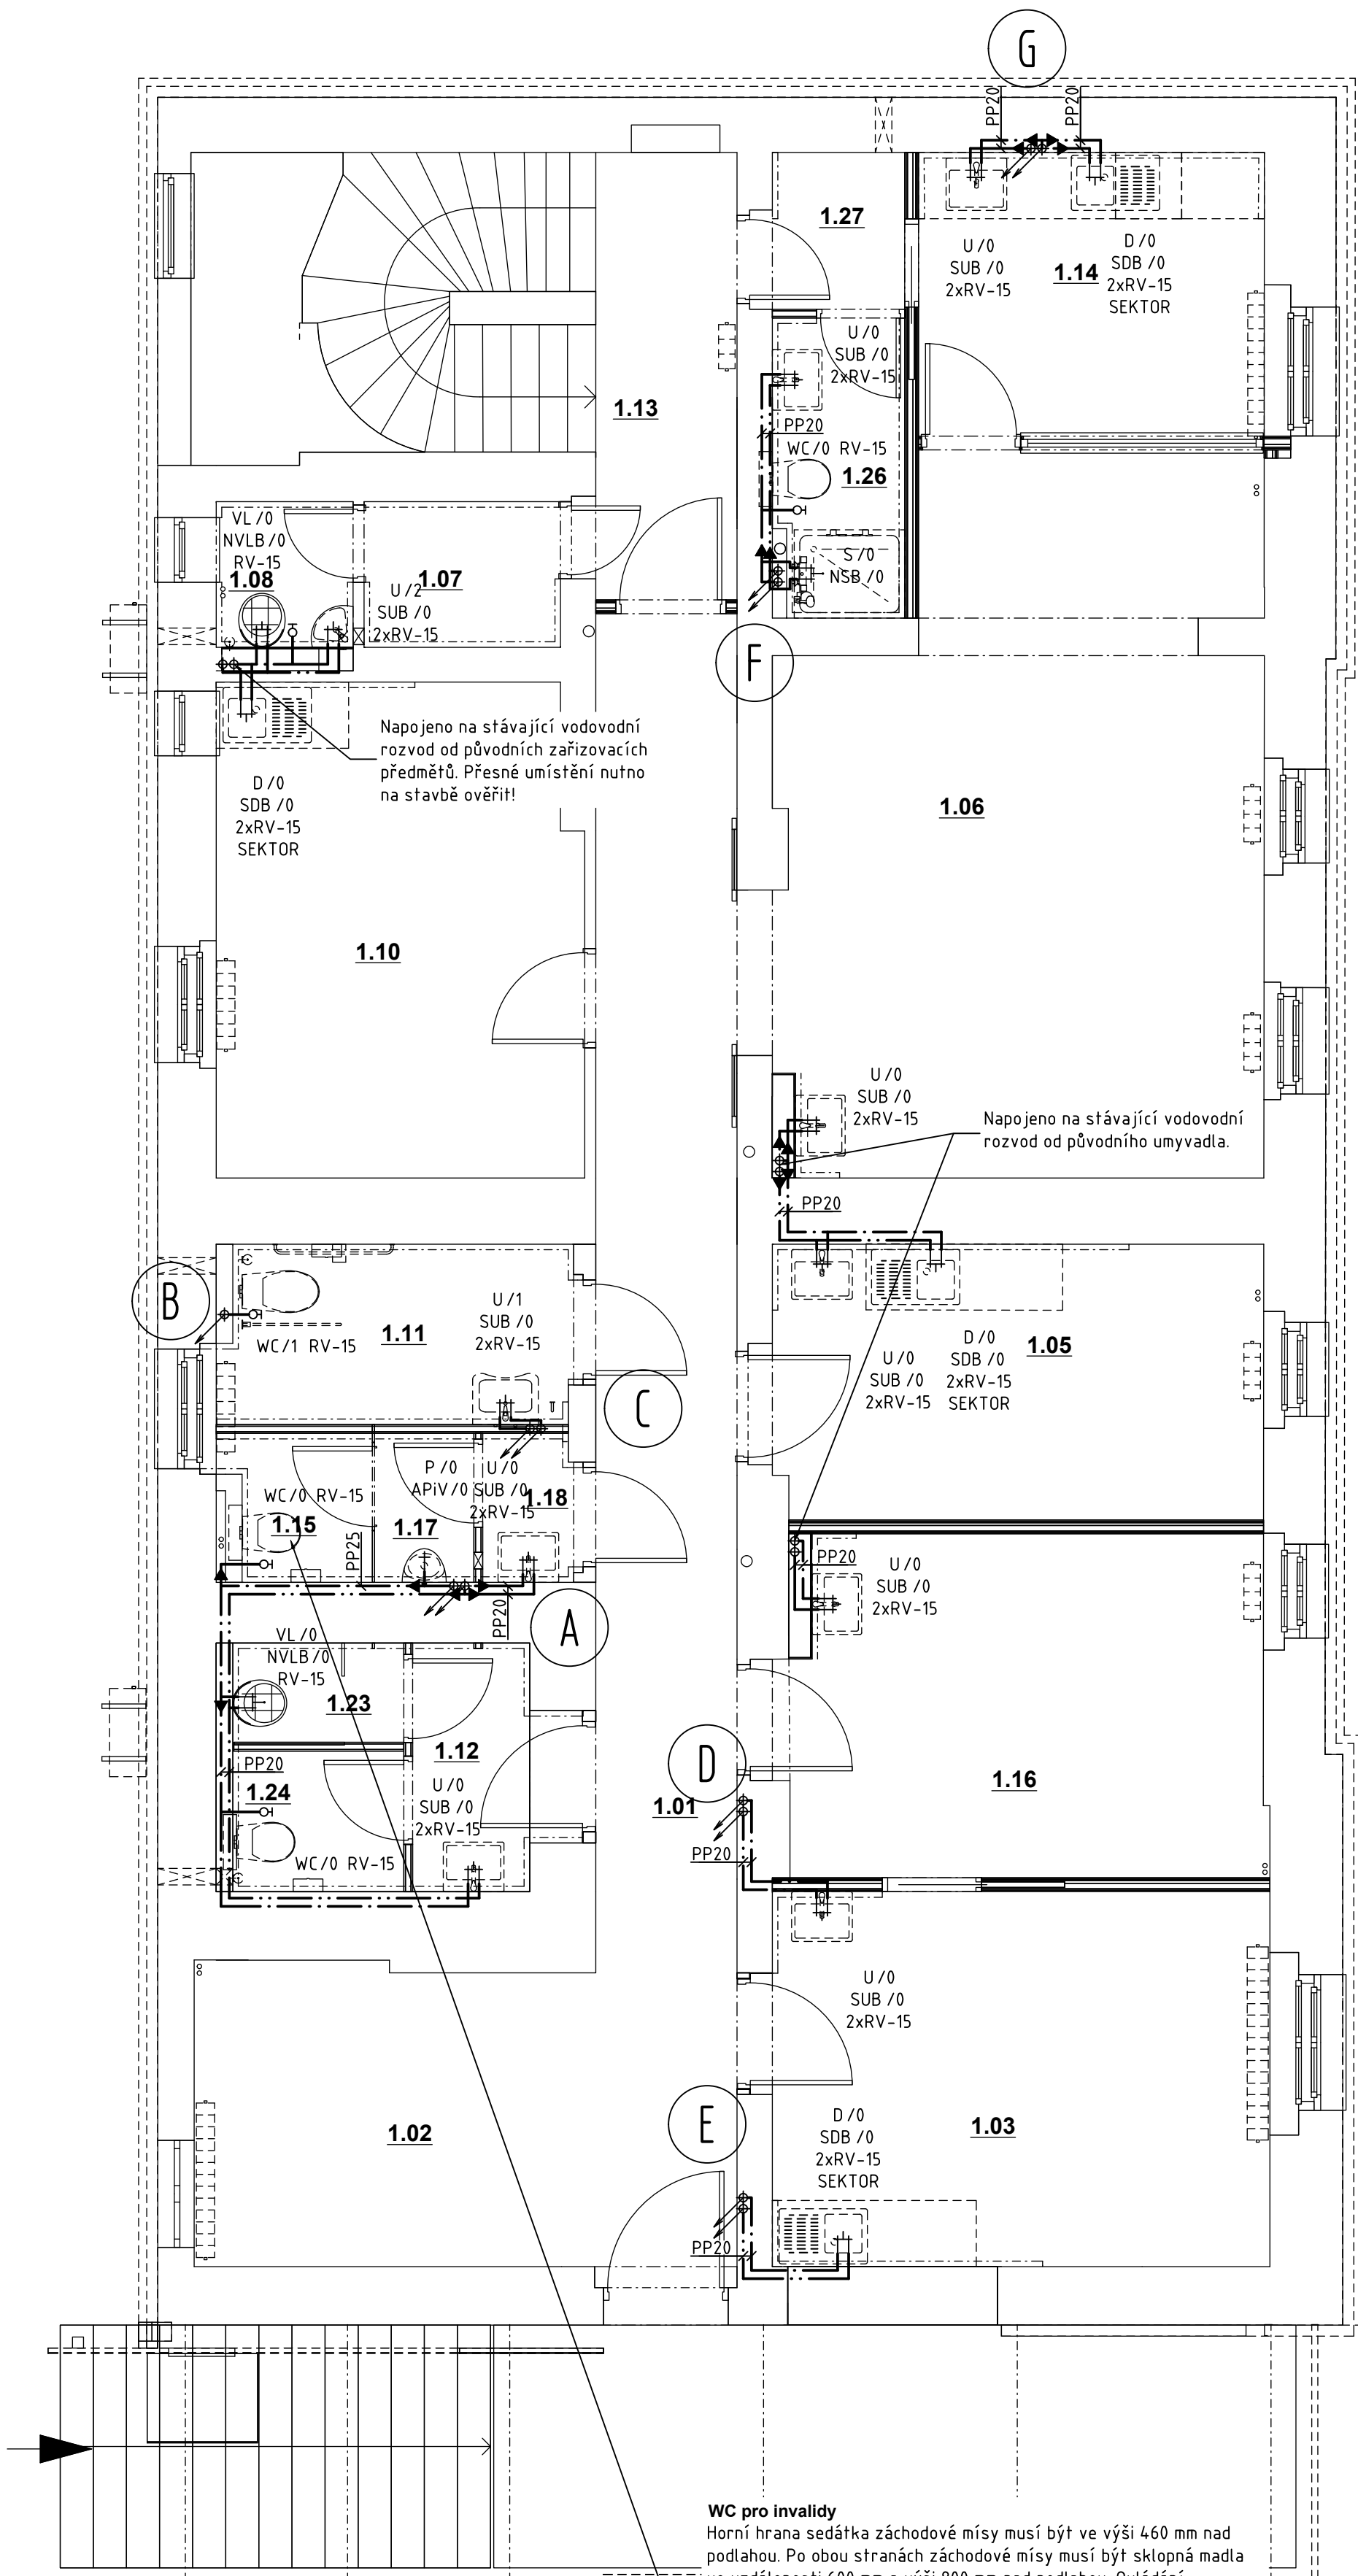 G
PP20
PP20
1.27
U/0
SUB/0
2xRV-15
1.14
D/0
SDB/0
2xRV-15
SEKTOR
U/0
SUB/0
2xRV-15
1.13
PP20
WC/0 RV-15
1.26
S/0
NSB/0
VL/0
NVLB/0
RV-15
1.08
1.07
U/2
SUB/0
2xRV-15
F
Napojeno na stávající vodovodní
rozvod od původních zařizovacích
předmětů. Přesné umístění nutno
na stavbě ověřit!
D/0
SDB/0
2xRV-15
SEKTOR
1.06
1.10
U/0
SUB/0
2xRV-15
Napojeno na stávající vodovodní
rozvod od původního umyvadla.
PP20
B
WC/1 RV-15
1.11
U/1
SUB/0
2xRV-15
C
U/0
SUB/0
2xRV-15
D/0
SDB/0
2xRV-15
SEKTOR
1.05
WC/0 RV-15
1.15
PP25
P/0
APiV/0
1.17
U/0
SUB/0
2xRV-15
1.18
PP20
A
PP20
U/0
SUB/0
2xRV-15
VL/0
NVLB/0
RV-15
1.23
1.12
PP20
1.24
U/0
SUB/0
2xRV-15
WC/0 RV-15
D
1.01
PP20
1.16
U/0
SUB/0
2xRV-15
1.02
E
D/0
SDB/0
2xRV-15
SEKTOR
1.03
PP20
WC pro invalidy
Horní hrana sedátka záchodové mísy musí být ve výši 460 mm nad
podlahou. Po obou stranách záchodové mísy musí být sklopná madla
ve vzdálenosti 600 mm a výši 800 mm nad podlahou. Ovládání